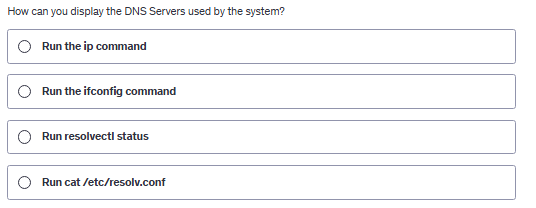 How can you display the DNS Servers used by the system?
Run the ip command
Run the ifconfig command
Run resolvectl status
Run cat /etc/resolv.conf